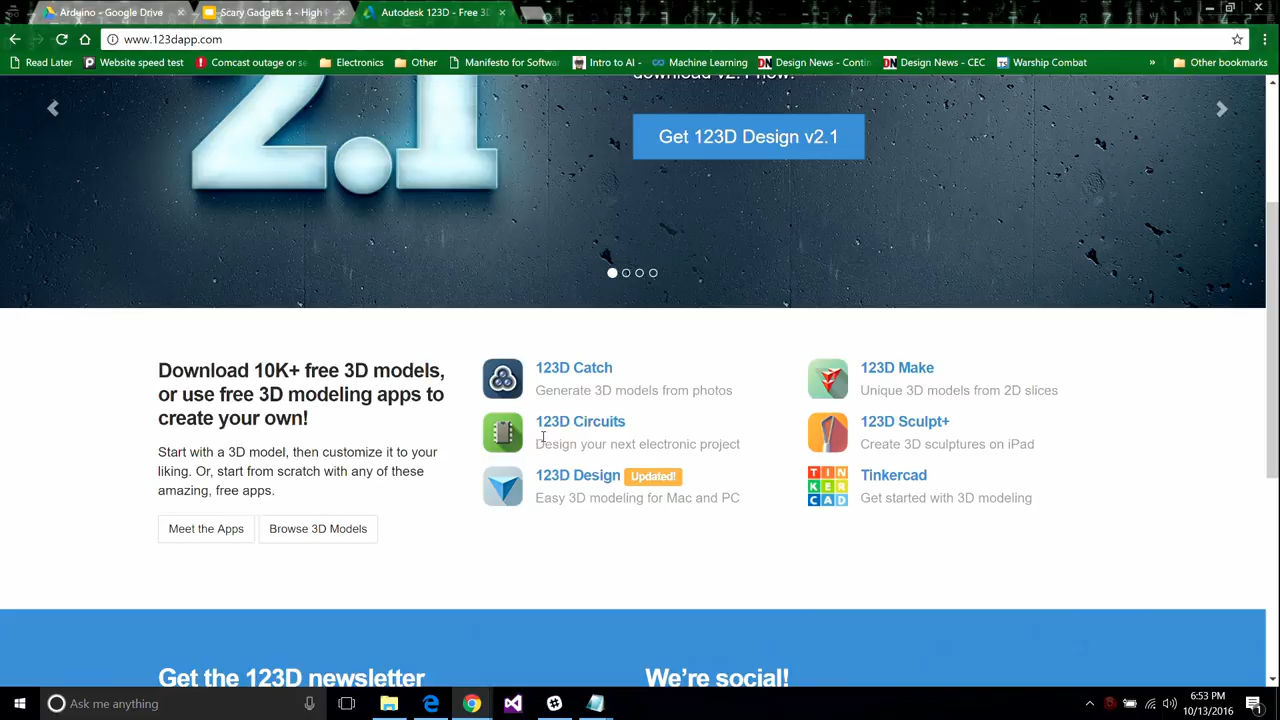 Arduino - Google Drive
Scary Gadgets 4 - High
Autodesk 123D - Free 3D
www.123dapp.com
Read Later
Website speed test
Comcast outage or se
Electronics
Other
Manifesto for Softwa
Intro to AI -
Machine Learning
Design News - Contin
Design News - CEC
Warship Combat
Other bookmarks
download v2.1 now!
2.1
Get 123D Design v2.1
Download 10K+ free 3D models,
or use free 3D modeling apps to
create your own!
Start with a 3D model, then customize it to your
liking. Or, start from scratch with any of these
amazing, free apps.
Meet the Apps
Browse 3D Models
123D Catch
Generate 3D models from photos
123D Circuits
Design your next electronic project
123D Design Updated!
Easy 3D modeling for Mac and PC
123D Make
Unique 3D models from 2D slices
123D Sculpt+
Create 3D sculptures on iPad
TIN
KER
CAD
Tinkercad
Get started with 3D modeling
Get the 123D newsletter
We're social!
Ask me anything
6:53 PM
10/13/2016